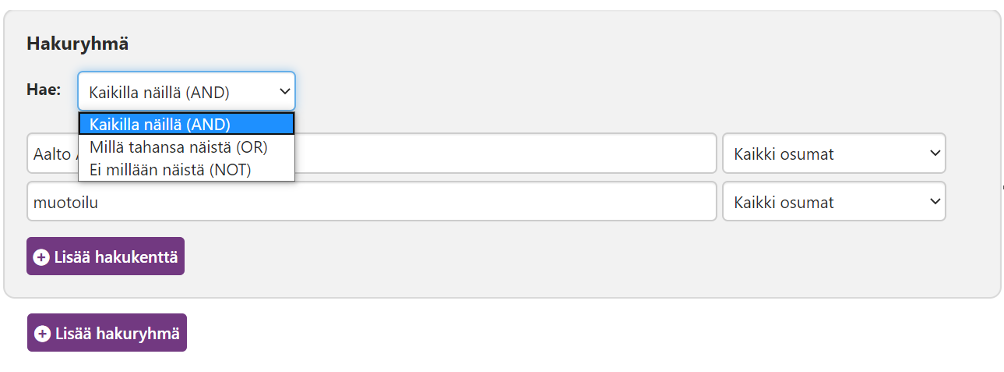 Hakuryhmä
Hae: Kaikilla näillä (AND)
Kaikilla näillä (AND)
Millä tahansa näistä (OR)
Ei millään näistä (NOT)
Aalto Kaikki osumat
muotoilu Kaikki osumat
Lisää hakukenttä
Lisää hakuryhmä